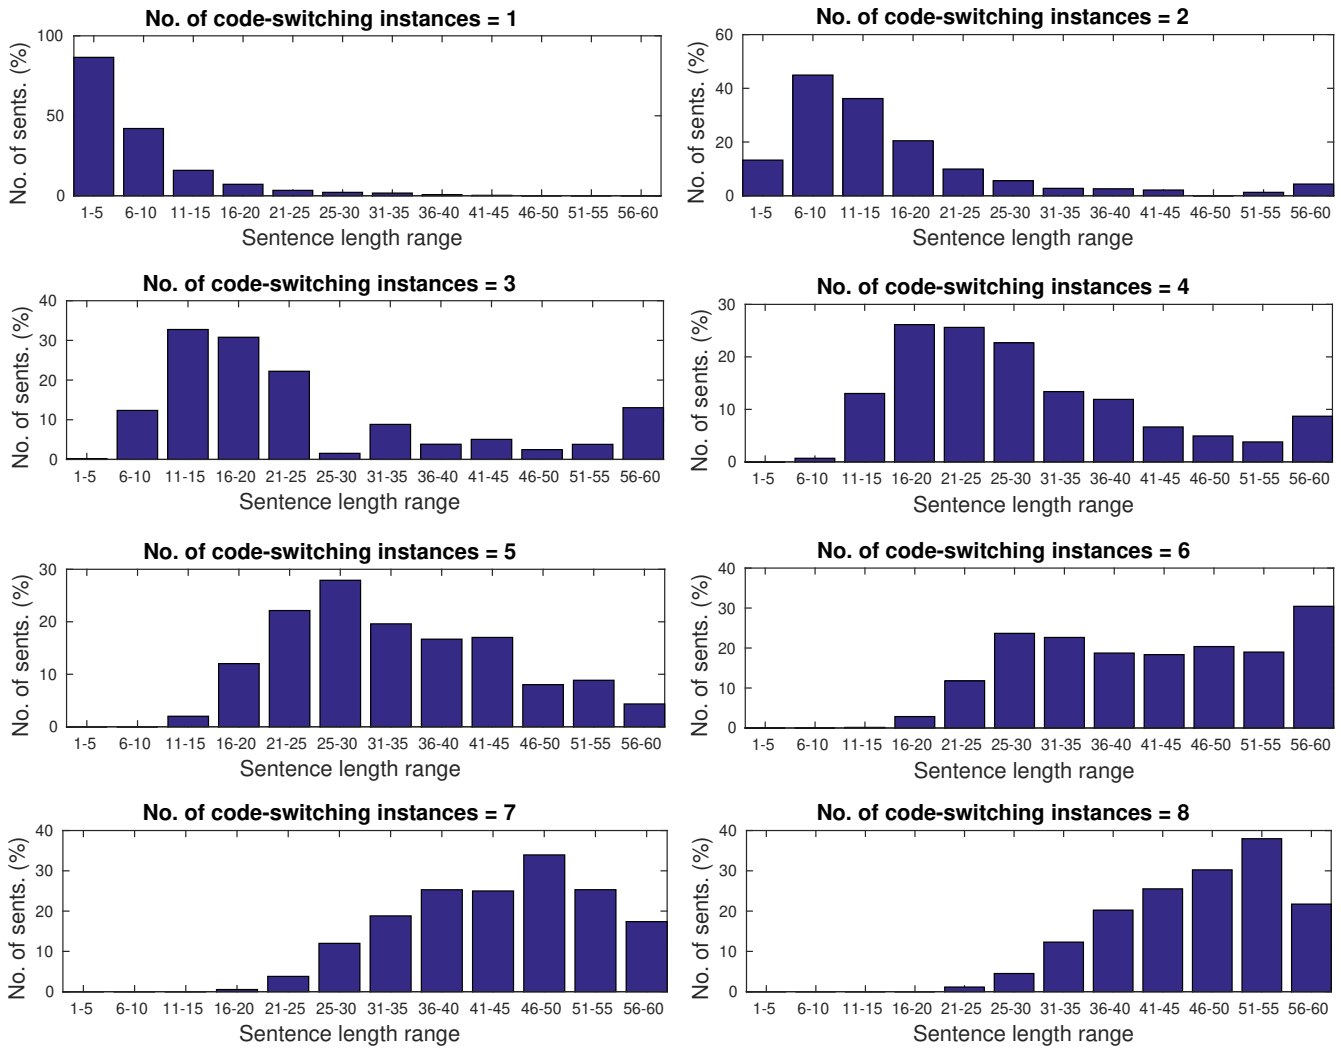 No. of code-switching instances = 1
No. of sents. (%)
100
50
0
1-5 6-10 11-15 16-20 21-25 25-30 31-35 36-40 41-45 46-50 51-55 56-60
Sentence length range
No. of code-switching instances = 2
No. of sents. (%)
60
40
20
0
1-5 6-10 11-15 16-20 21-25 25-30 31-35 36-40 41-45 46-50 51-55 56-60
Sentence length range
No. of code-switching instances = 3
No. of sents. (%)
40
30
20
10
0
1-5 6-10 11-15 16-20 21-25 25-30 31-35 36-40 41-45 46-50 51-55 56-60
Sentence length range
No. of code-switching instances = 4
No. of sents. (%)
30
20
10
0
1-5 6-10 11-15 16-20 21-25 25-30 31-35 36-40 41-45 46-50 51-55 56-60
Sentence length range
No. of code-switching instances = 5
No. of sents. (%)
30
20
10
0
1-5 6-10 11-15 16-20 21-25 25-30 31-35 36-40 41-45 46-50 51-55 56-60
Sentence length range
No. of code-switching instances = 6
No. of sents. (%)
40
30
20
10
0
1-5 6-10 11-15 16-20 21-25 25-30 31-35 36-40 41-45 46-50 51-55 56-60
Sentence length range
No. of code-switching instances = 7
No. of sents. (%)
40
30
20
10
0
1-5 6-10 11-15 16-20 21-25 25-30 31-35 36-40 41-45 46-50 51-55 56-60
Sentence length range
No. of code-switching instances = 8
No. of sents. (%)
40
30
20
10
0
1-5 6-10 11-15 16-20 21-25 25-30 31-35 36-40 41-45 46-50 51-55 56-60
Sentence length range